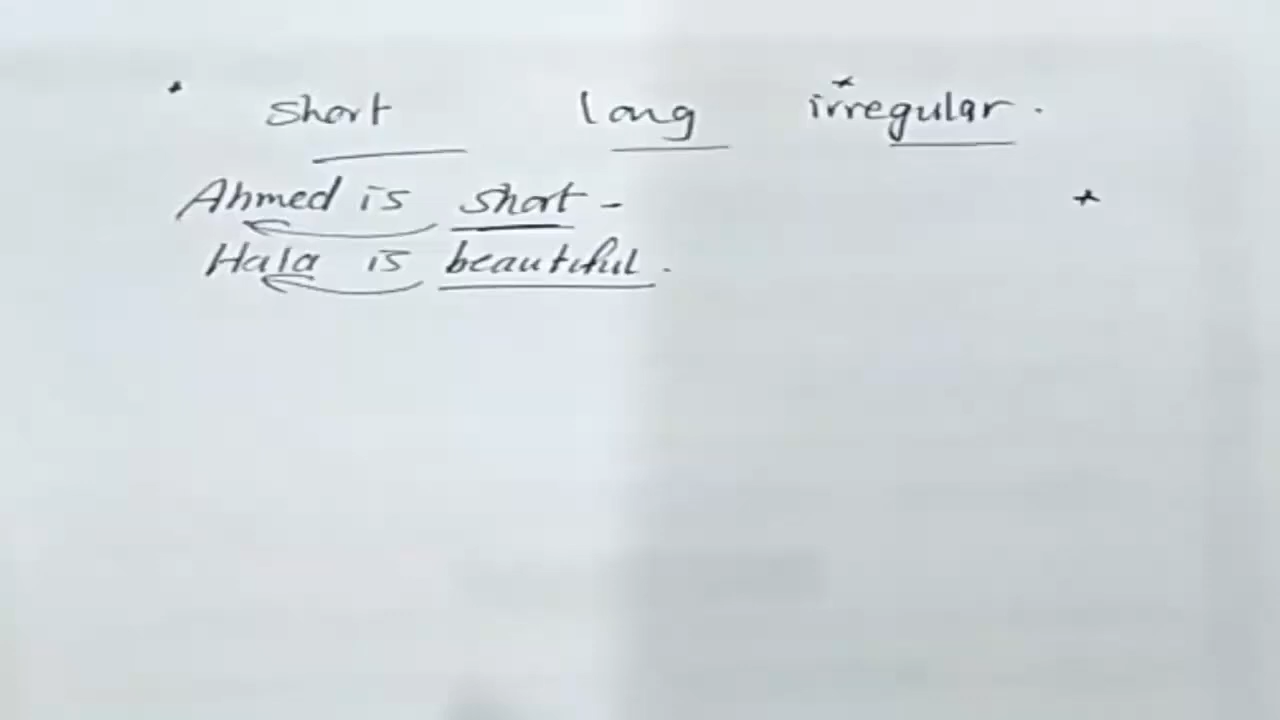 short long irregular.
Ahmed is short-
Hala is beautiful.